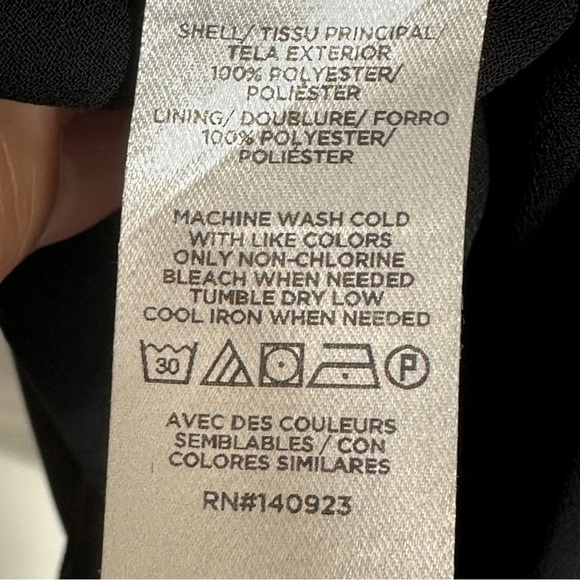 SHELL/ TISSU PRINCIPAL/
TELA EXTERIOR
100% POLYESTER/
POLIÉSTER
LINING/ DOUBLURE/ FORRO
100% POLYESTER/
POLIÉSTER
MACHINE WASH COLD
WITH LIKE COLORS
ONLY NON-CHLORINE
BLEACH WHEN NEEDED
TUMBLE DRY LOW
COOL IRON WHEN NEEDED
30 P
AVEC DES COULEURS
SEMBLABLES / CON
COLORES SIMILARES
RN#140923